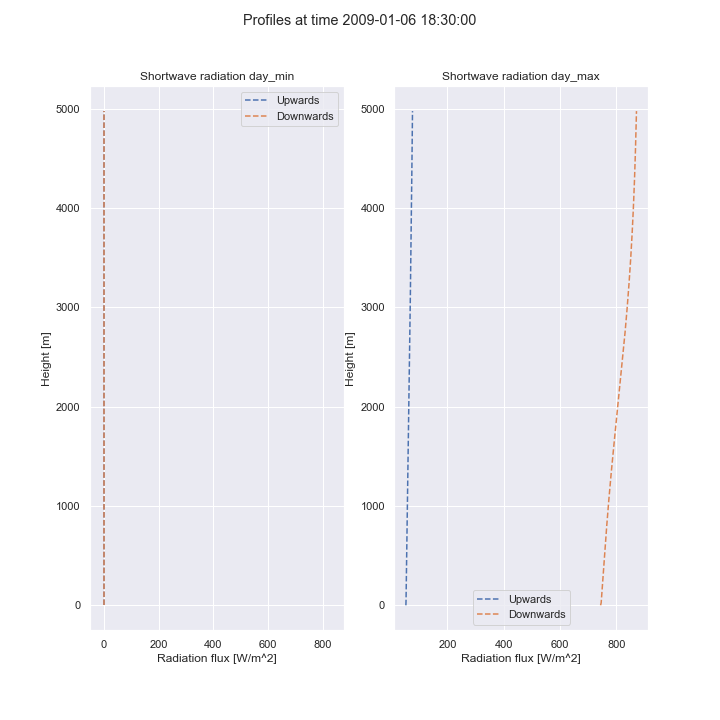 Profiles at time 2009-01-06 18:30:00
Shortwave radiation day_min
Upwards
Downwards
5000
4000
3000
2000
1000
0
Height [m]
0 200 400 600 800
Radiation flux [W/m^2]
Shortwave radiation day_max
5000
4000
3000
2000
1000
0
Height [m]
Upwards
Downwards
200 400 600 800
Radiation flux [W/m^2]